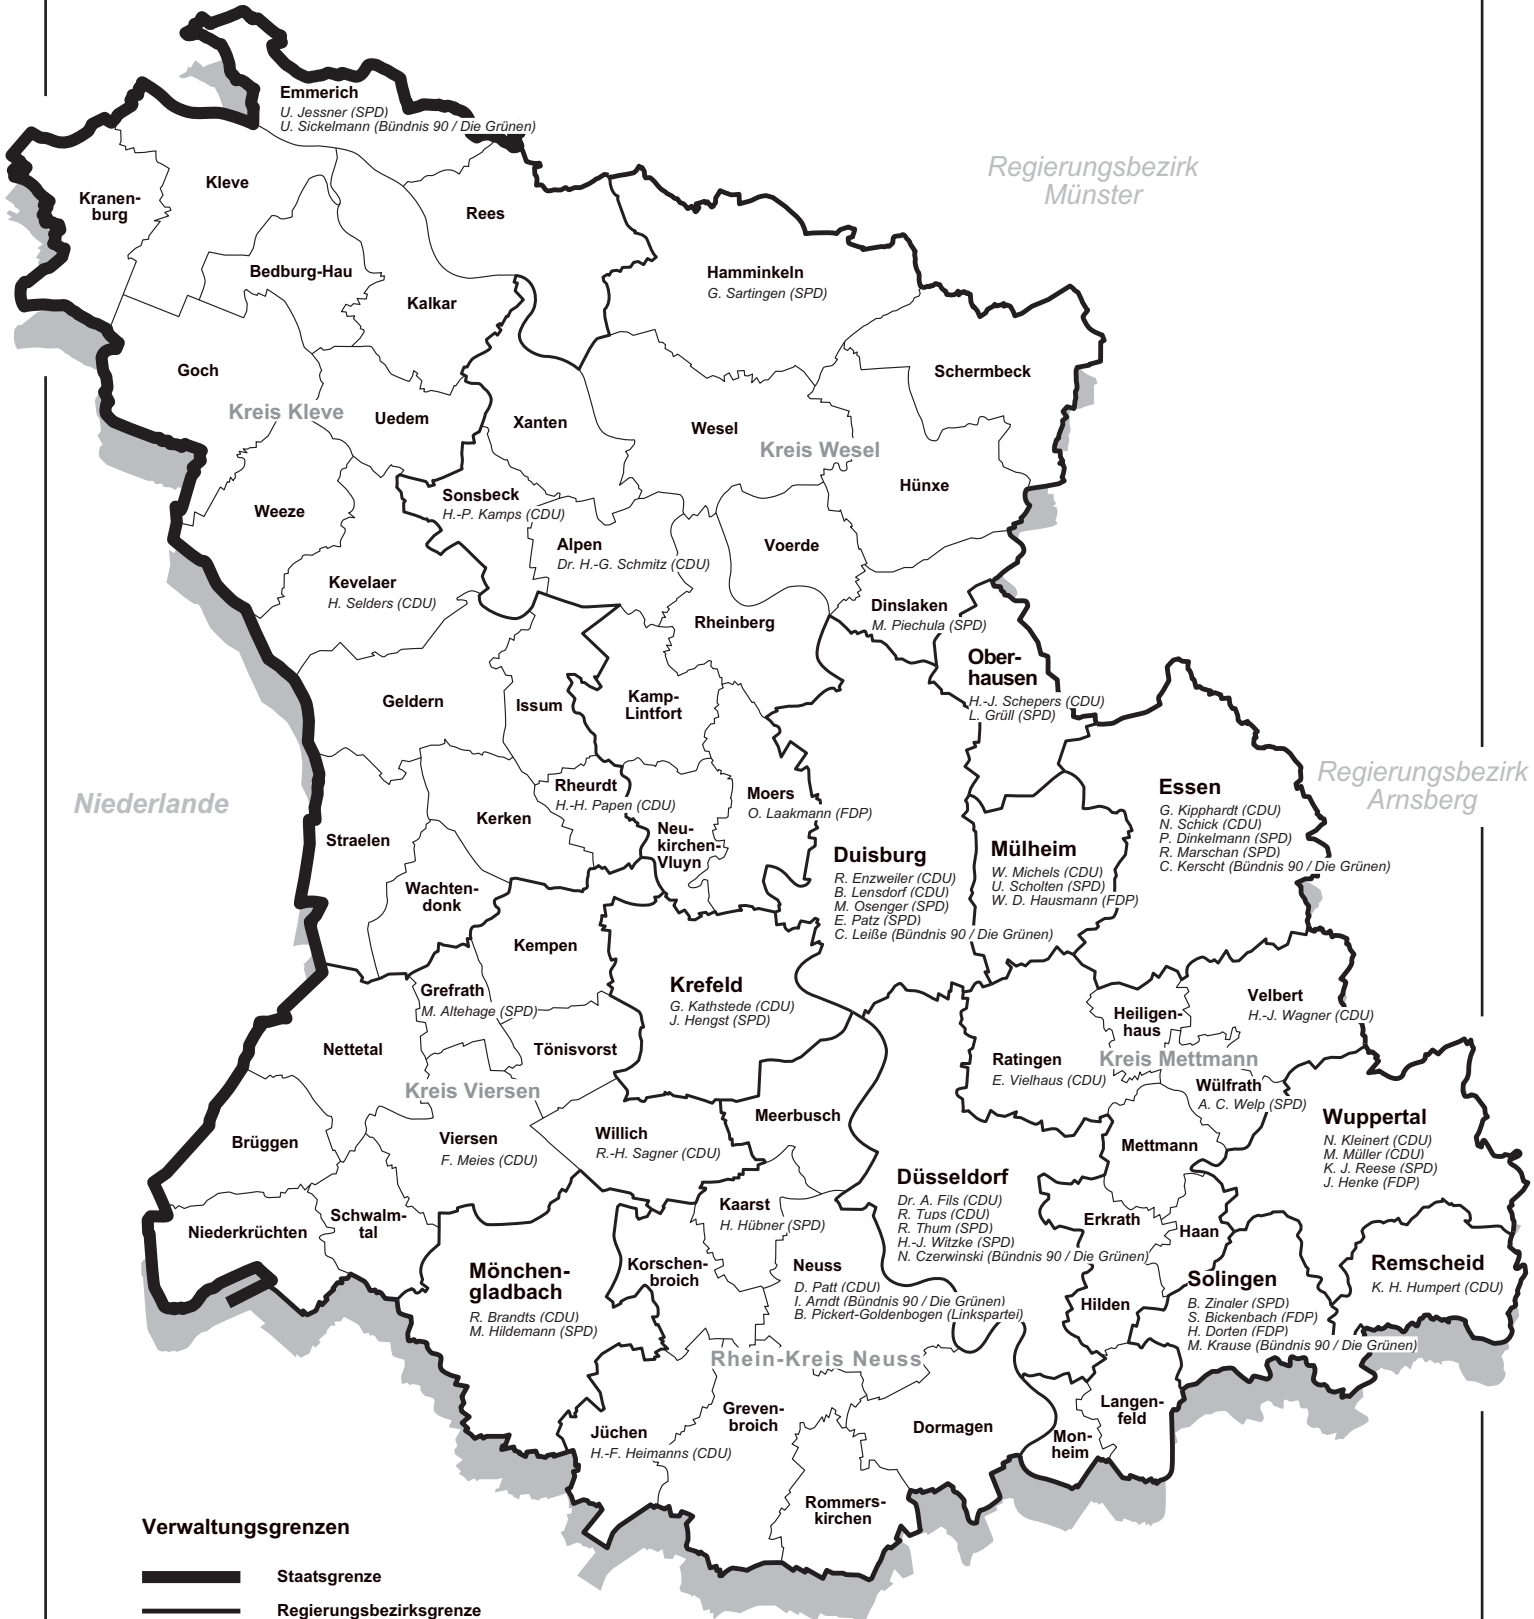 Emmerich
U. Jessner (SPD)
U. Sickelmann (Bündnis 90 / Die Grünen)
Regierungsbezirk
Münster
Kleve
Kranen-
burg
Rees
Bedburg-Hau
Hamminkeln
G. Sartingen (SPD)
Kalkar
Goch
Schermbeck
Kreis Kleve
Uedem
Xanten
Wesel
Kreis Wesel
Hünxe
Sonsbeck
H.-P. Kamps (CDU)
Weeze
Alpen
Dr. H.-G. Schmitz (CDU)
Voerde
Kevelaer
H. Selders (CDU)
Dinslaken
M. Piechula (SPD)
Rheinberg
Ober-
hausen
H.-J. Schepers (CDU)
L. Grüll (SPD)
Geldern
Issum
Kamp-
Lintfort
Niederlande
Rheurdt
H.-H. Papen (CDU)
Moers
O. Laakmann (FDP)
Essen
G. Kipphardt (CDU)
N. Schick (CDU)
P. Dinkelmann (SPD)
R. Marschan (SPD)
C. Kerscht (Bündnis 90 / Die Grünen)
Regierungsbezirk
Arnsberg
Straelen
Kerken
Neu-
kirchen-
Vluyn
Duisburg
R. Enzweiler (CDU)
B. Lensdorf (CDU)
M. Osenger (SPD)
E. Patz (SPD)
C. Leiße (Bündnis 90 / Die Grünen)
Mülheim
W. Michels (CDU)
U. Scholten (SPD)
W. D. Hausmann (FDP)
Wachten-
donk
Kempen
Grefrath
M. Altehage (SPD)
Krefeld
G. Kathstede (CDU)
J. Hengst (SPD)
Heiligen-
haus
Velbert
H.-J. Wagner (CDU)
Nettetal
Tönisvorst
Ratingen
E. Vielhaus (CDU)
Kreis Mettmann
Kreis Viersen
Wülfrath
A. C. Welp (SPD)
Brüggen
Viersen
F. Meies (CDU)
Willich
R.-H. Sagner (CDU)
Meerbusch
Mettmann
Wuppertal
N. Kleinert (CDU)
M. Müller (CDU)
K. J. Reese (SPD)
J. Henke (FDP)
Düsseldorf
Dr. A. Fils (CDU)
R. Tups (CDU)
R. Thum (SPD)
H.-J. Witzke (SPD)
N. Czerwinski (Bündnis 90 / Die Grünen)
Niederkrüchten
Schwalm-
tal
Kaarst
H. Hübner (SPD)
Erkrath
Haan
Mönchen-
gladbach
R. Brandts (CDU)
M. Hildemann (SPD)
Korschen-
broich
Neuss
D. Patt (CDU)
I. Arndt (Bündnis 90 / Die Grünen)
B. Pickert-Goldenbogen (Linkspartei)
Hilden
Solingen
B. Zingler (SPD)
S. Bickenbach (FDP)
H. Dorten (FDP)
M. Krause (Bündnis 90 / Die Grünen)
Remscheid
K. H. Humpert (CDU)
Rhein-Kreis Neuss
Jüchen
H.-F. Heimanns (CDU)
Greven-
broich
Dormagen
Mon-
heim
Langen-
feld
Rommers-
kirchen
Verwaltungsgrenzen
Staatsgrenze
Regierungsbezirksgrenze